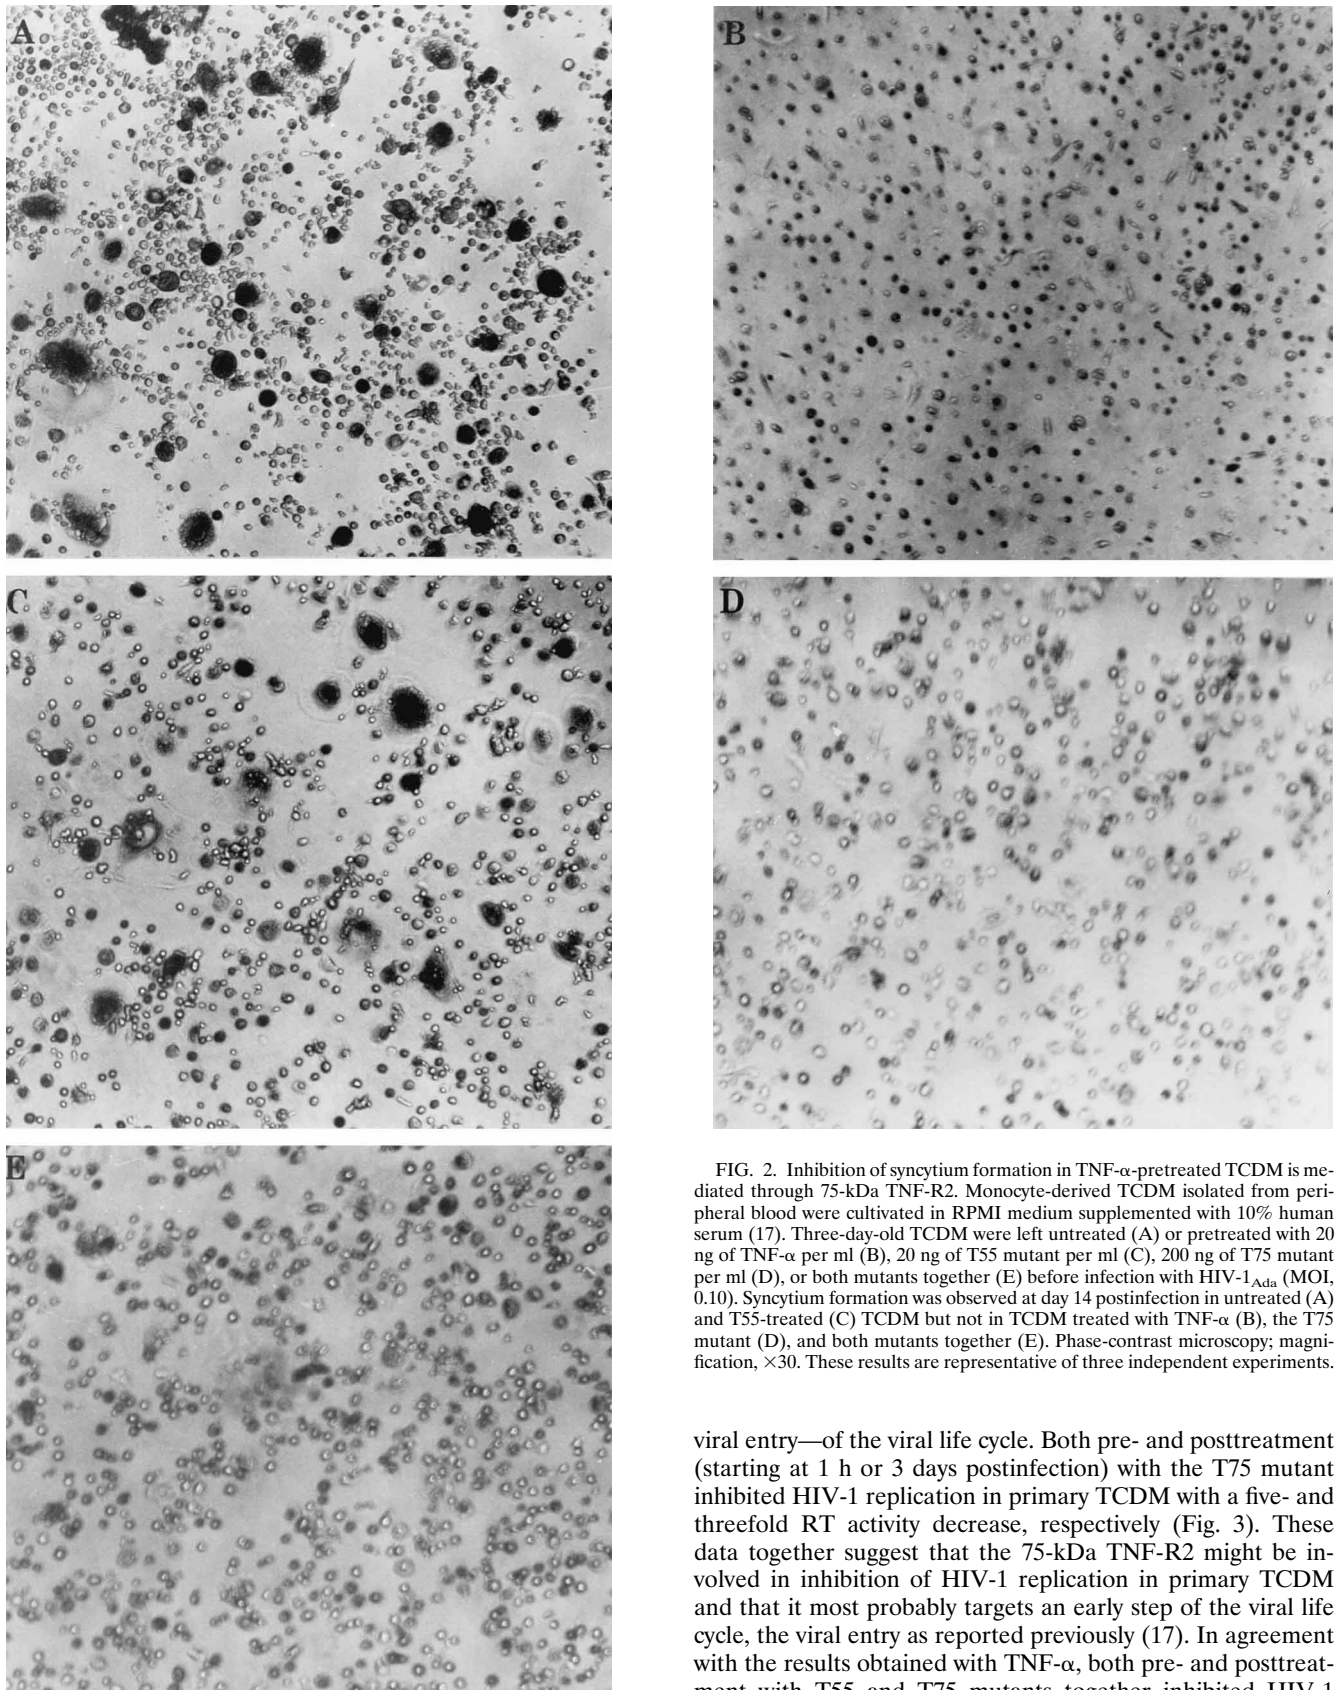 A
B
C
D
E
FIG. 2. Inhibition of syncytium formation in TNF-α-pretreated TCDM is me-
diated through 75-kDa TNF-R2. Monocyte-derived TCDM isolated from peri-
pheral blood were cultivated in RPMI medium supplemented with 10% human
serum (17). Three-day-old TCDM were left untreated (A) or pretreated with 20
ng of TNF-α per ml (B), 20 ng of T55 mutant per ml (C), 200 ng of T75 mutant
per ml (D), or both mutants together (E) before infection with HIV-1Ada (MOI,
0.10). Syncytium formation was observed at day 14 postinfection in untreated (A)
and T55-treated (C) TCDM but not in TCDM treated with TNF-α (B), the T75
mutant (D), and both mutants together (E). Phase-contrast microscopy; magni-
fication, ×30. These results are representative of three independent experiments.
viral entry—of the viral life cycle. Both pre- and posttreatment
(starting at 1 h or 3 days postinfection) with the T75 mutant
inhibited HIV-1 replication in primary TCDM with a five- and
threefold RT activity decrease, respectively (Fig. 3). These
data together suggest that the 75-kDa TNF-R2 might be in-
volved in inhibition of HIV-1 replication in primary TCDM
and that it most probably targets an early step of the viral life
cycle, the viral entry as reported previously (17). In agreement
with the results obtained with TNF-α, both pre- and posttreat-
ment with T55 and T75 mutants together inhibited HIV-1